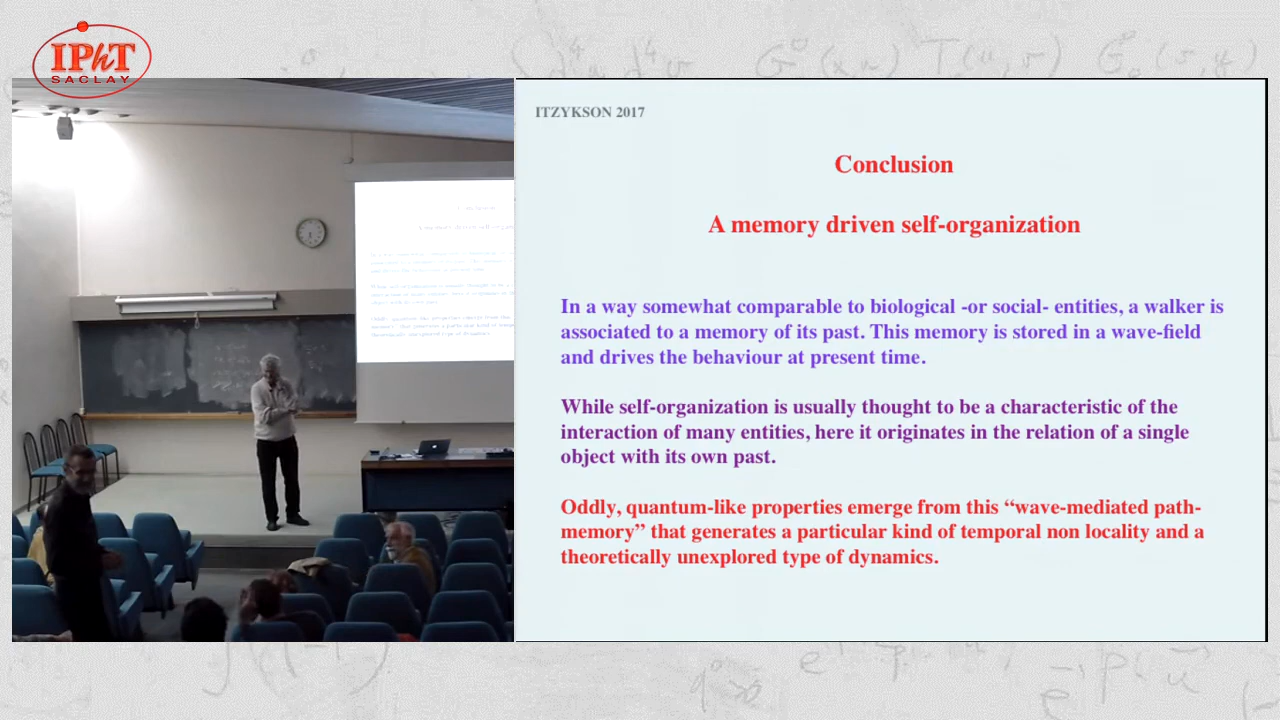 IPhT
SACLAY
ITZYKSON 2017
Conclusion
A memory driven self-organization
In a way somewhat comparable to biological -or social- entities, a walker is
associated to a memory of its past. This memory is stored in a wave-field
and drives the behaviour at present time.
While self-organization is usually thought to be a characteristic of the
interaction of many entities, here it originates in the relation of a single
object with its own past.
Oddly, quantum-like properties emerge from this “wave-mediated path-
memory” that generates a particular kind of temporal non locality and a
theoretically unexplored type of dynamics.